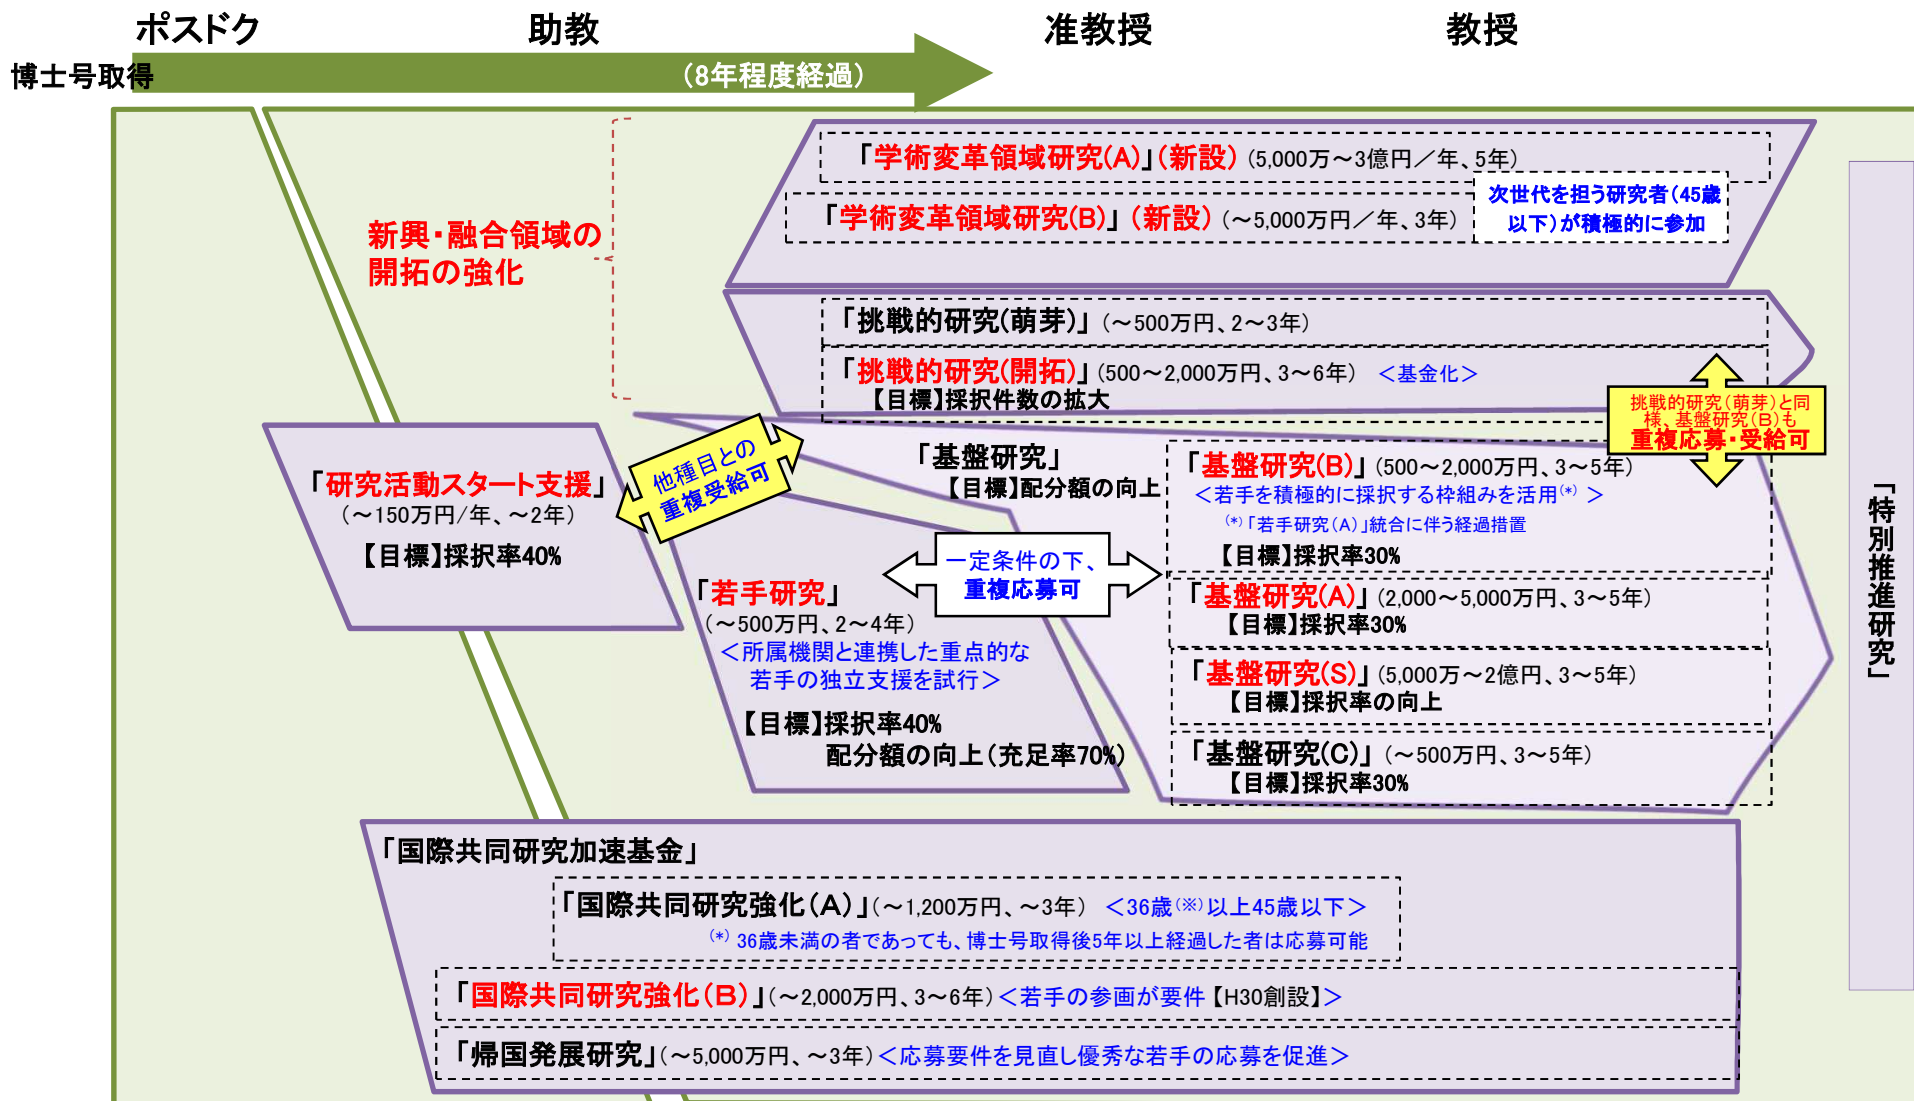 ポスドク
助教
准教授
教授
博士号取得
(8年程度経過)
「学術変革領域研究(A)」(新設) (5,000万～3億円／年、5年)
「学術変革領域研究(B)」 (新設) (～5,000万円／年、3年)
次世代を担う研究者(45歳
以下)が積極的に参加
新興・融合領域の
開拓の強化
「挑戦的研究(萌芽)」 (～500万円、2～3年)
「挑戦的研究(開拓)」 (500～2,000万円、3～6年) ＜基金化＞
【目標】採択件数の拡大
挑戦的研究(萌芽)と同
様、基盤研究(B)も
重複応募・受給可
「研究活動スタート支援」
(～150万円/年、～2年)
【目標】採択率40%
他種目との
重複受給可
「基盤研究」
【目標】配分額の向上
「基盤研究(B)」 (500～2,000万円、3～5年)
＜若手を積極的に採択する枠組みを活用(*) ＞
(*)「若手研究(A)」統合に伴う経過措置
【目標】採択率30%
一定条件の下、
重複応募可
「若手研究」
(～500万円、2～4年)
＜所属機関と連携した重点的な
若手の独立支援を試行＞
【目標】採択率40%
配分額の向上(充足率70%)
「基盤研究(A)」 (2,000～5,000万円、3～5年)
【目標】採択率30%
「基盤研究(S)」 (5,000万～2億円、3～5年)
【目標】採択率の向上
「基盤研究(C)」 (～500万円、3～5年)
【目標】採択率30%
「特別推進研究」
「国際共同研究加速基金」
「国際共同研究強化(A)」(～1,200万円、～3年) ＜36歳(※)以上45歳以下＞
(*) 36歳未満の者であっても、博士号取得後5年以上経過した者は応募可能
「国際共同研究強化(B)」(～2,000万円、3～6年)＜若手の参画が要件【H30創設】＞
「帰国発展研究」(～5,000万円、～3年)＜応募要件を見直し優秀な若手の応募を促進＞